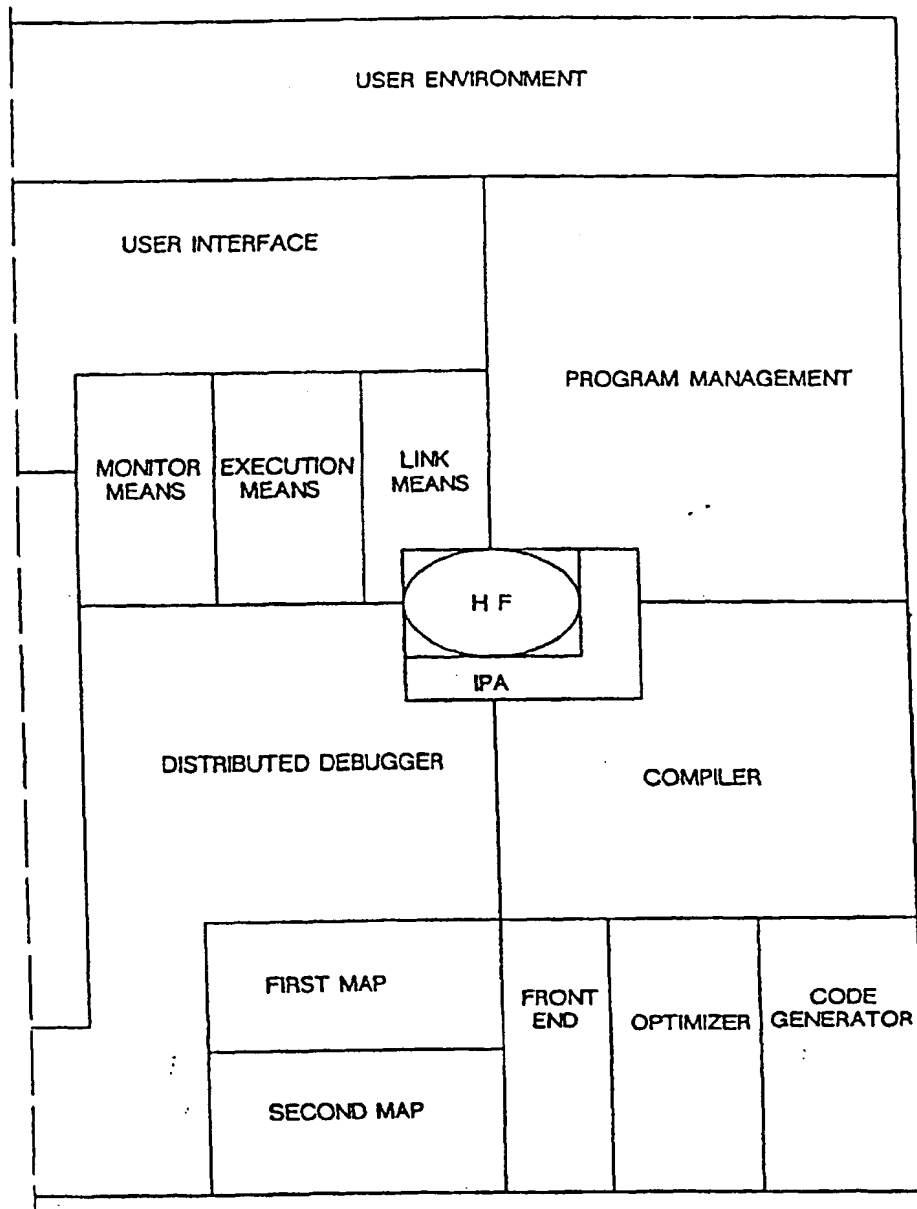 USER ENVIRONMENT
USER INTERFACE
PROGRAM MANAGEMENT
MONITOR
MEANS
EXECUTION
MEANS
LINK
MEANS
H F
IPA
DISTRIBUTED DEBUGGER
COMPILER
FIRST MAP
SECOND MAP
FRONT
END
OPTIMIZER
CODE
GENERATOR